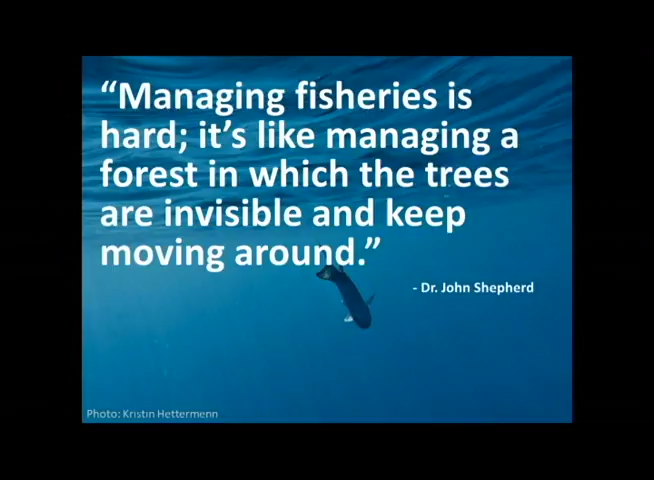 “Managing fisheries is
hard; it’s like managing a
forest in which the trees
are invisible and keep
moving around.”
- Dr. John Shepherd
Photo: Kristin Hettermenn